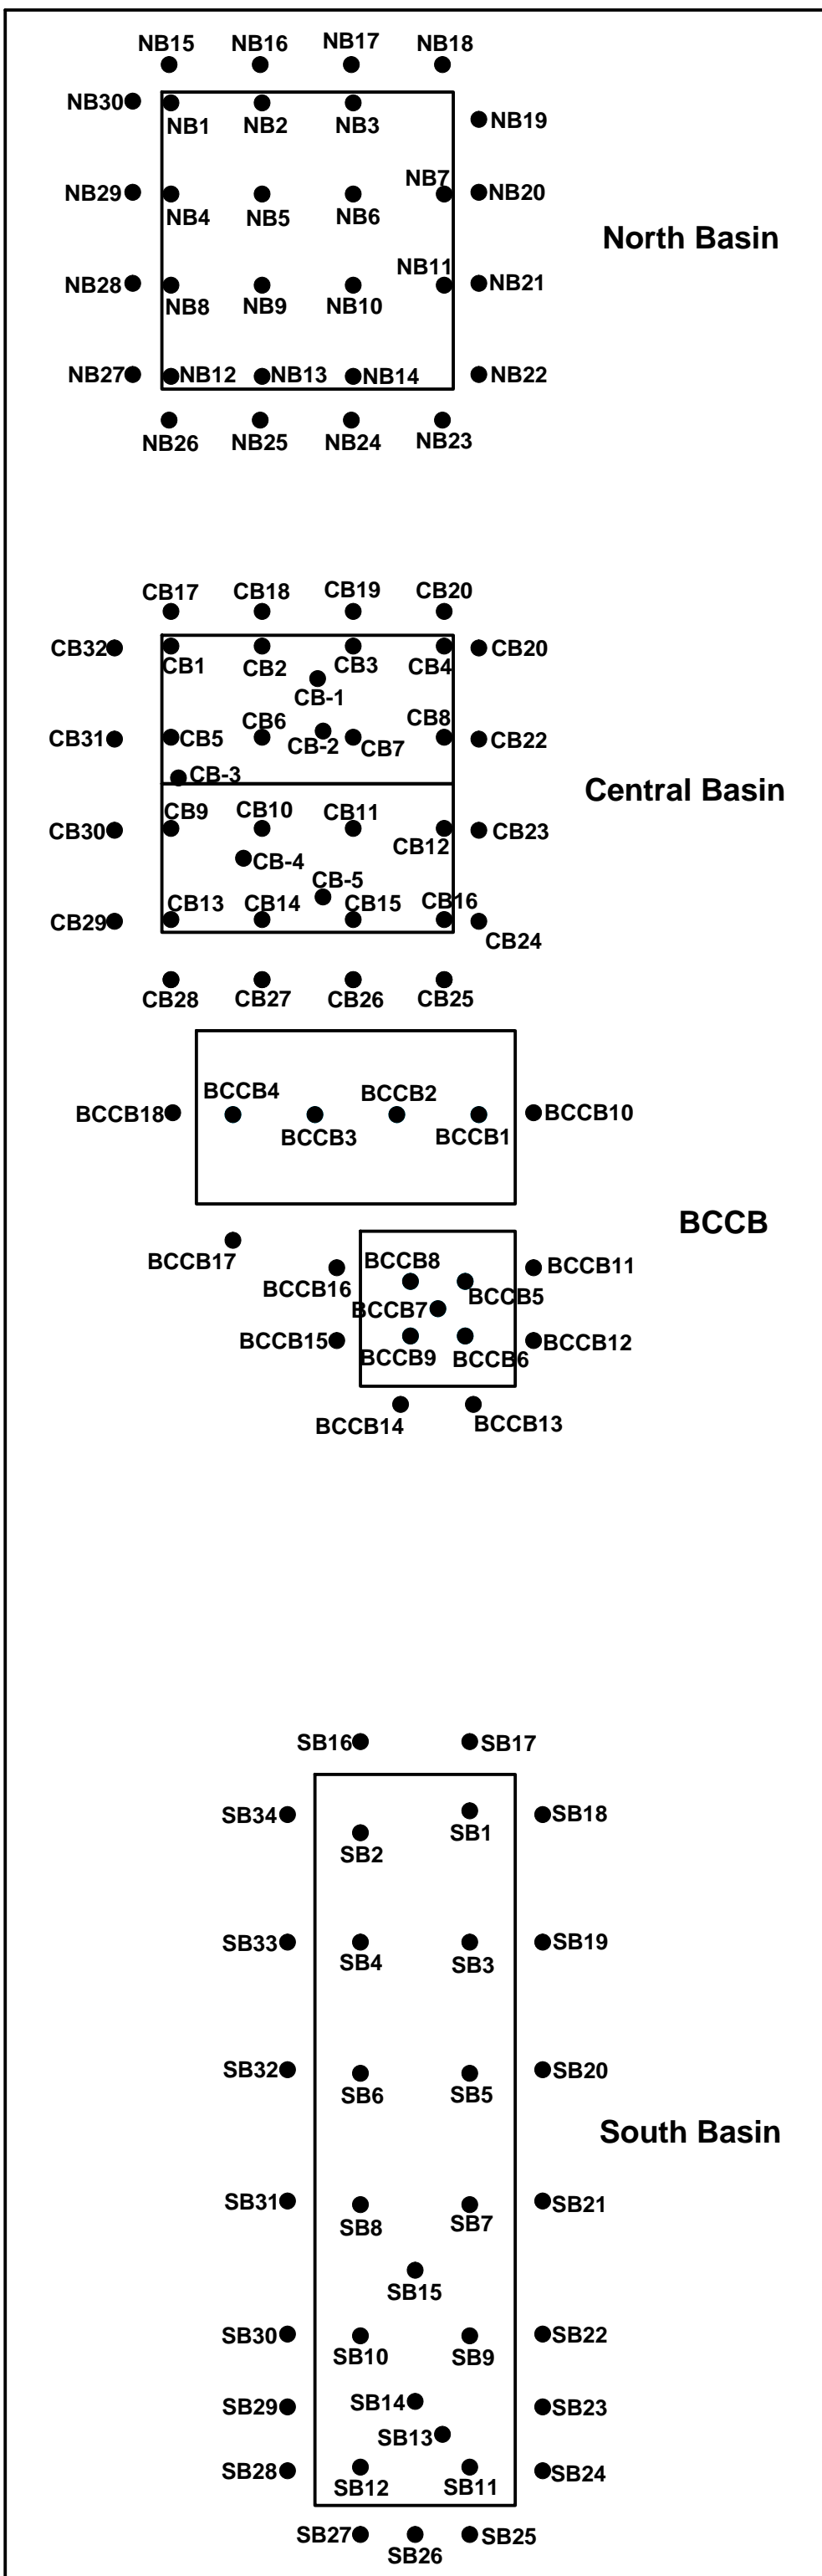 NB15 NB16 NB17 NB18
NB30 NB1 NB2 NB3 NB19
NB29 NB4 NB5 NB6 NB7 NB20
North Basin
NB28 NB8 NB9 NB10 NB11 NB21
NB27 NB12 NB13 NB14 NB22
NB26 NB25 NB24 NB23
CB17 CB18 CB19 CB20
CB32 CB1 CB2 CB3 CB4 CB20
CB-1
CB31 CB5 CB6 CB-2 CB7 CB8 CB22
CB-3
Central Basin
CB30 CB9 CB10 CB11 CB12 CB23
CB-4
CB-5
CB29 CB13 CB14 CB15 CB16 CB24
CB28 CB27 CB26 CB25
BCCB18 BCCB4 BCCB3 BCCB2 BCCB1 BCCB10
BCCB
BCCB17 BCCB16 BCCB8 BCCB5 BCCB11
BCCB7
BCCB15 BCCB9 BCCB6 BCCB12
BCCB14 BCCB13
SB16 SB17
SB34 SB2 SB1 SB18
SB33 SB4 SB3 SB19
SB32 SB6 SB5 SB20
South Basin
SB31 SB8 SB7 SB21
SB15
SB30 SB10 SB9 SB22
SB29 SB14 SB23
SB13
SB28 SB12 SB11 SB24
SB27 SB26 SB25